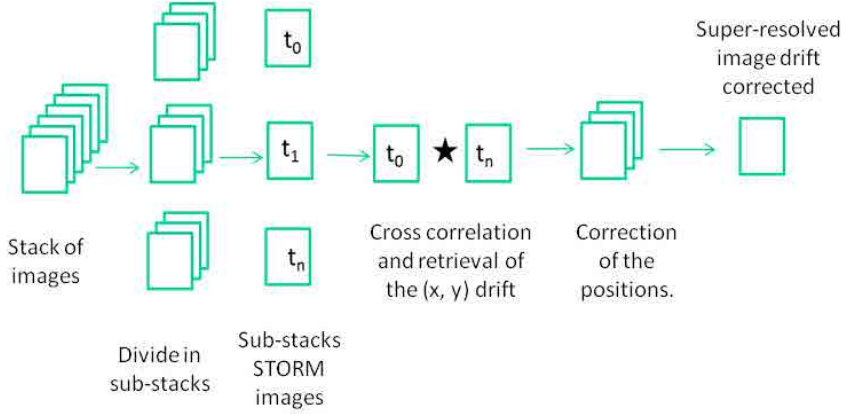 Super-resolved
image drift
corrected
t0
t1
t0 ★ tn
tn
Stack of
images
Cross correlation
and retrieval of
the (x, y) drift
Correction
of the
positions.
Divide in
sub-stacks
Sub-stacks
STORM
images